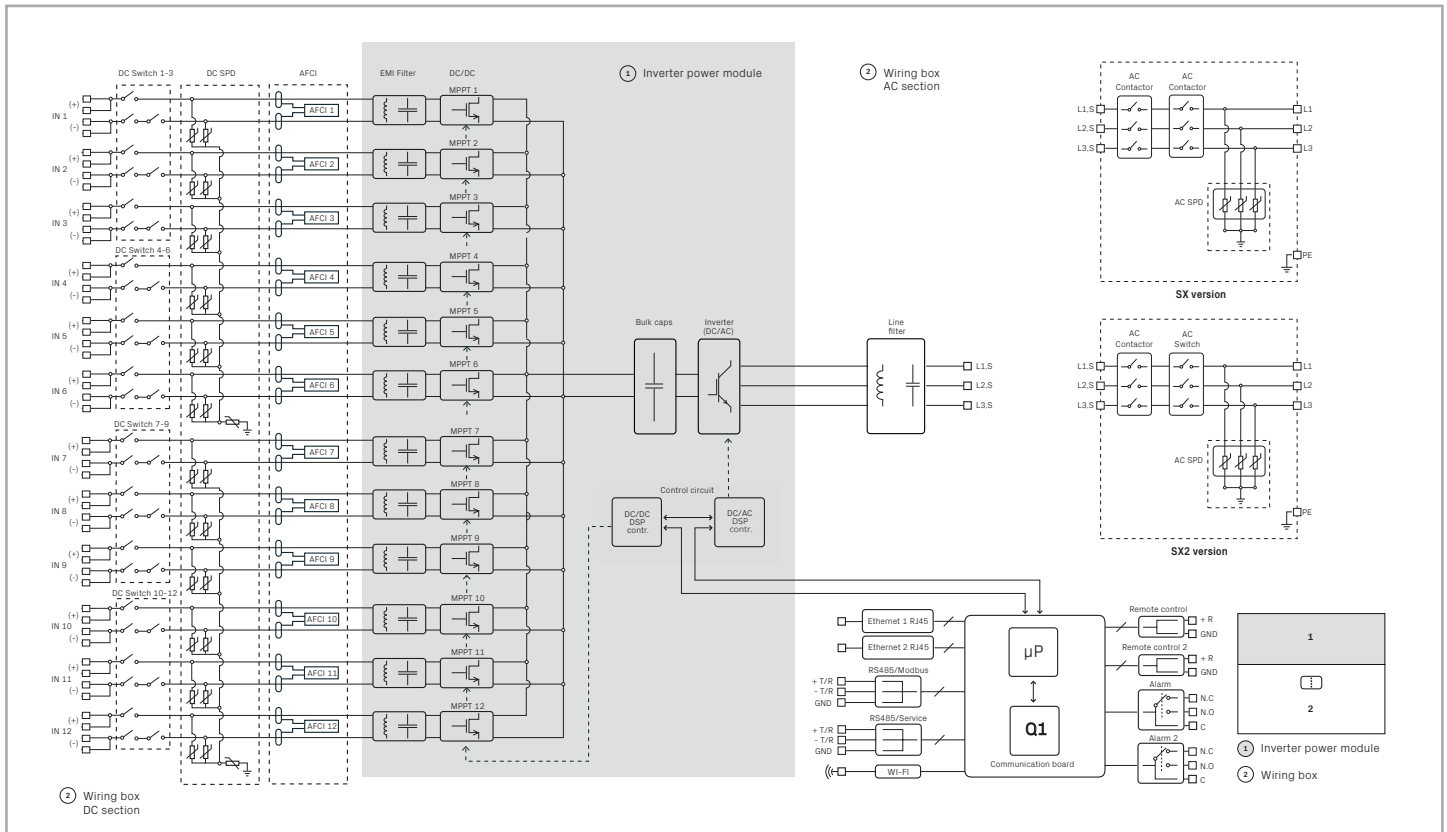 DC Switch 1-3
DC SPD
AFCI
EMI Filter
DC/DC
1 Inverter power module
2 Wiring box
AC section
MPPT 1
(+)
IN 1
(-)
AFCI 1
MPPT 2
(+)
IN 2
(-)
AFCI 2
MPPT 3
(+)
IN 3
(-)
AFCI 3
DC Switch 4-6
MPPT 4
(+)
IN 4
(-)
AFCI 4
MPPT 5
(+)
IN 5
(-)
AFCI 5
MPPT 6
(+)
IN 6
(-)
AFCI 6
DC Switch 7-9
MPPT 7
(+)
IN 7
(-)
AFCI 7
MPPT 8
(+)
IN 8
(-)
AFCI 8
MPPT 9
(+)
IN 9
(-)
AFCI 9
DC Switch 10-12
MPPT 10
(+)
IN 10
(-)
AFCI 10
MPPT 11
(+)
IN 11
(-)
AFCI 11
MPPT 12
(+)
IN 12
(-)
AFCI 12
2 Wiring box
DC section
Bulk caps
Inverter
(DC/AC)
Line
filter
L1,S
L2,S
L3,S
Control circuit
DC/DC
DSP
contr.
DC/AC
DSP
contr.
AC
Contactor
AC
Contactor
L1,S
L1
L2,S
L2
L3,S
L3
AC SPD
PE
SX version
AC
Contactor
AC
Switch
L1,S
L1
L2,S
L2
L3,S
L3
AC SPD
PE
SX2 version
Ethernet 1 RJ45
Ethernet 2 RJ45
RS485/Modbus
+ T/R
- T/R
GND
RS485/Service
+ T/R
- T/R
GND
WI-FI
µP
Q1
Communication board
Remote control
+ R
GND
Remote control 2
+ R
GND
Alarm
N.C
N.O
C
Alarm 2
N.C
N.O
C
1
2
1 Inverter power module
2 Wiring box